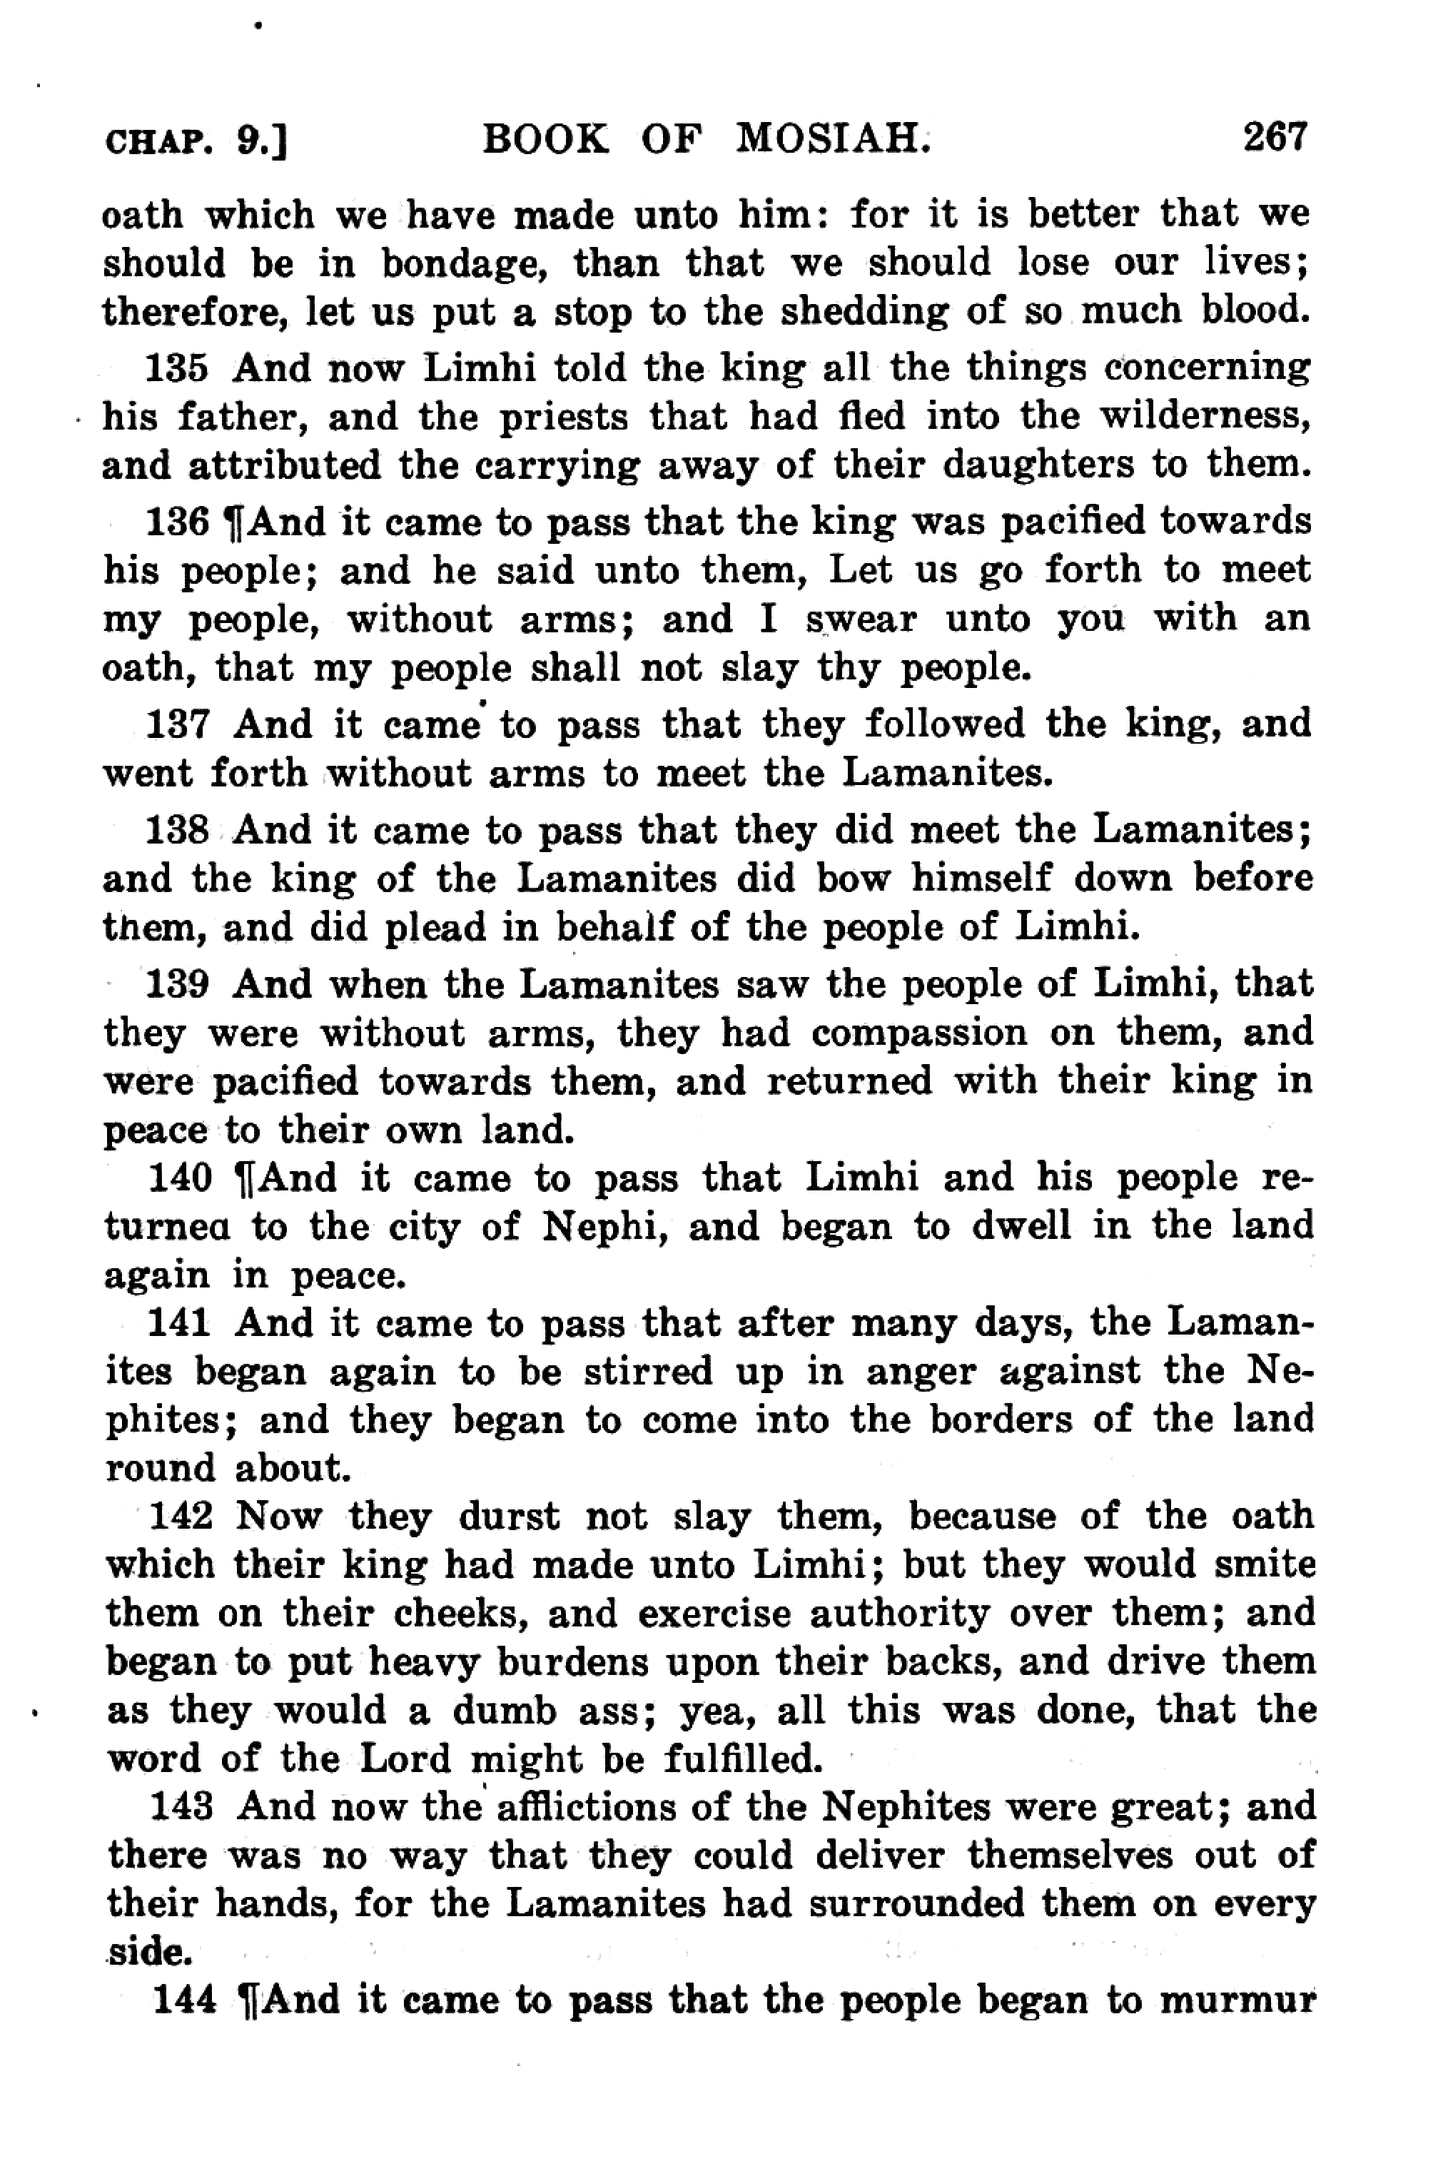 CHAP. 9.] BOOK OF MOSIAH. 267
oath which we have made unto him: for it is better that we
should be in bondage, than that we should lose our lives;
therefore, let us put a stop to the shedding of so much blood.
135 And now Limhi told the king all the things concerning
his father, and the priests that had fled into the wilderness,
and attributed the carrying away of their daughters to them.
136 ¶And it came to pass that the king was pacified towards
his people; and he said unto them, Let us go forth to meet
my people, without arms; and I swear unto you with an
oath, that my people shall not slay thy people.
137 And it came to pass that they followed the king, and
went forth without arms to meet the Lamanites.
138 And it came to pass that they did meet the Lamanites;
and the king of the Lamanites did bow himself down before
them, and did plead in behalf of the people of Limhi.
139 And when the Lamanites saw the people of Limhi, that
they were without arms, they had compassion on them, and
were pacified towards them, and returned with their king in
peace to their own land.
140 ¶And it came to pass that Limhi and his people re-
turned to the city of Nephi, and began to dwell in the land
again in peace.
141 And it came to pass that after many days, the Laman-
ites began again to be stirred up in anger against the Ne-
phites; and they began to come into the borders of the land
round about.
142 Now they durst not slay them, because of the oath
which their king had made unto Limhi; but they would smite
them on their cheeks, and exercise authority over them; and
began to put heavy burdens upon their backs, and drive them
as they would a dumb ass; yea, all this was done, that the
word of the Lord might be fulfilled.
143 And now the afflictions of the Nephites were great; and
there was no way that they could deliver themselves out of
their hands, for the Lamanites had surrounded them on every
side.
144 ¶And it came to pass that the people began to murmur